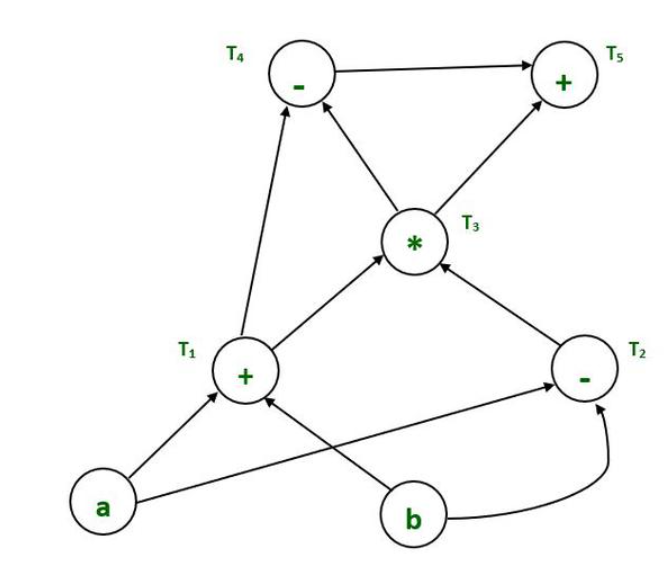 T₄ - + T₅
* T₃
T₁ + - T₂
a b